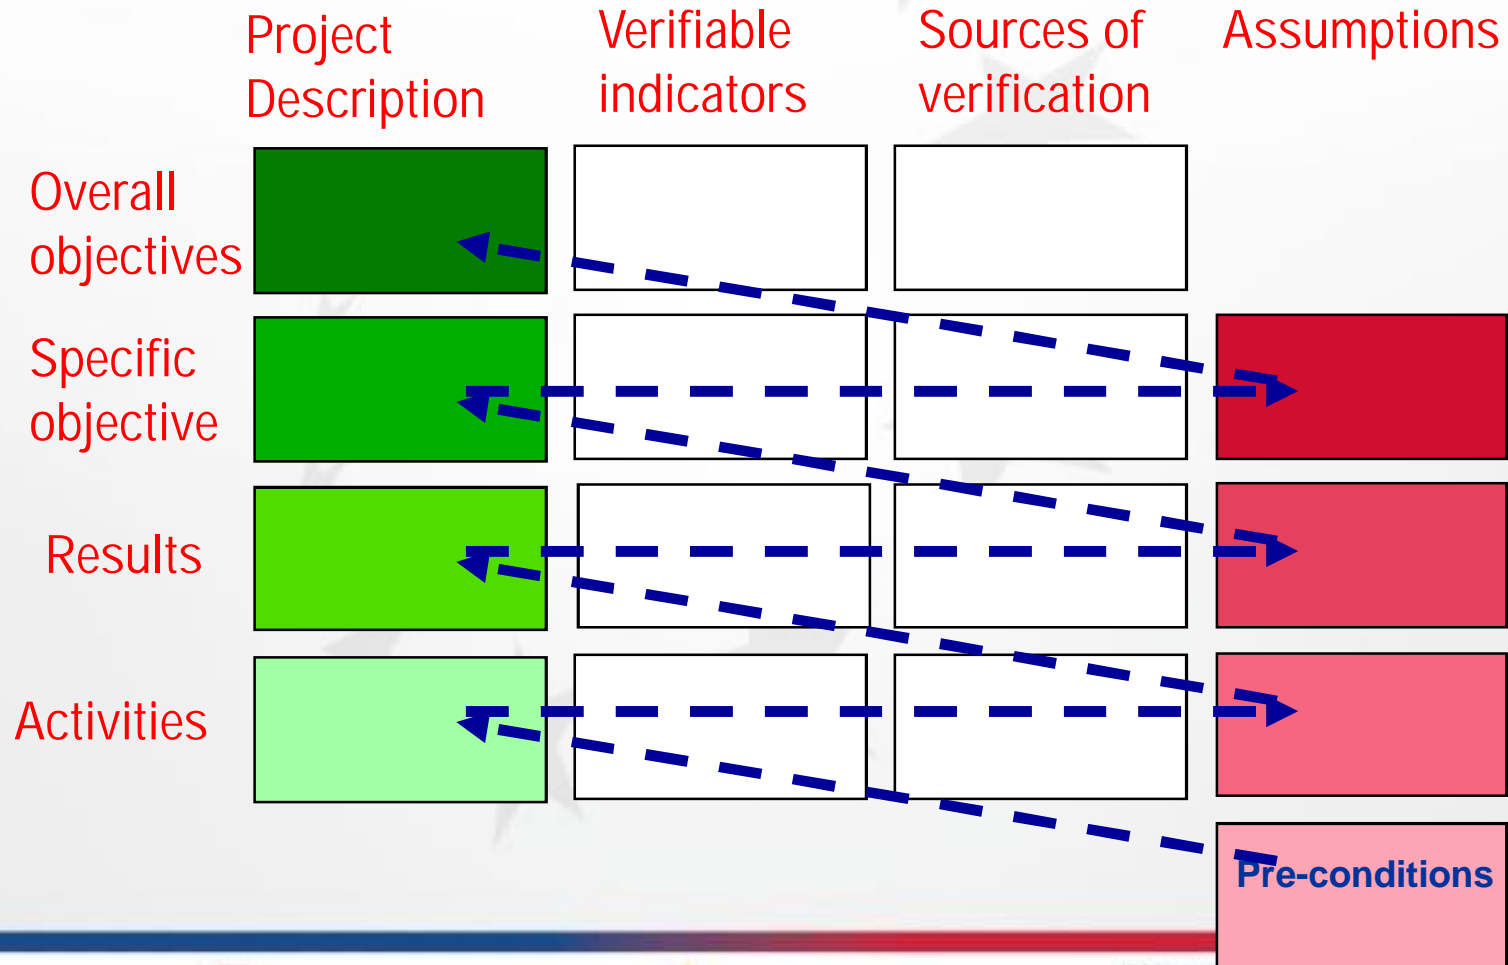 Project
Description
Verifiable
indicators
Sources of
verification
Assumptions
Overall
objectives
Specific
objective
Results
Activities
Pre-conditions